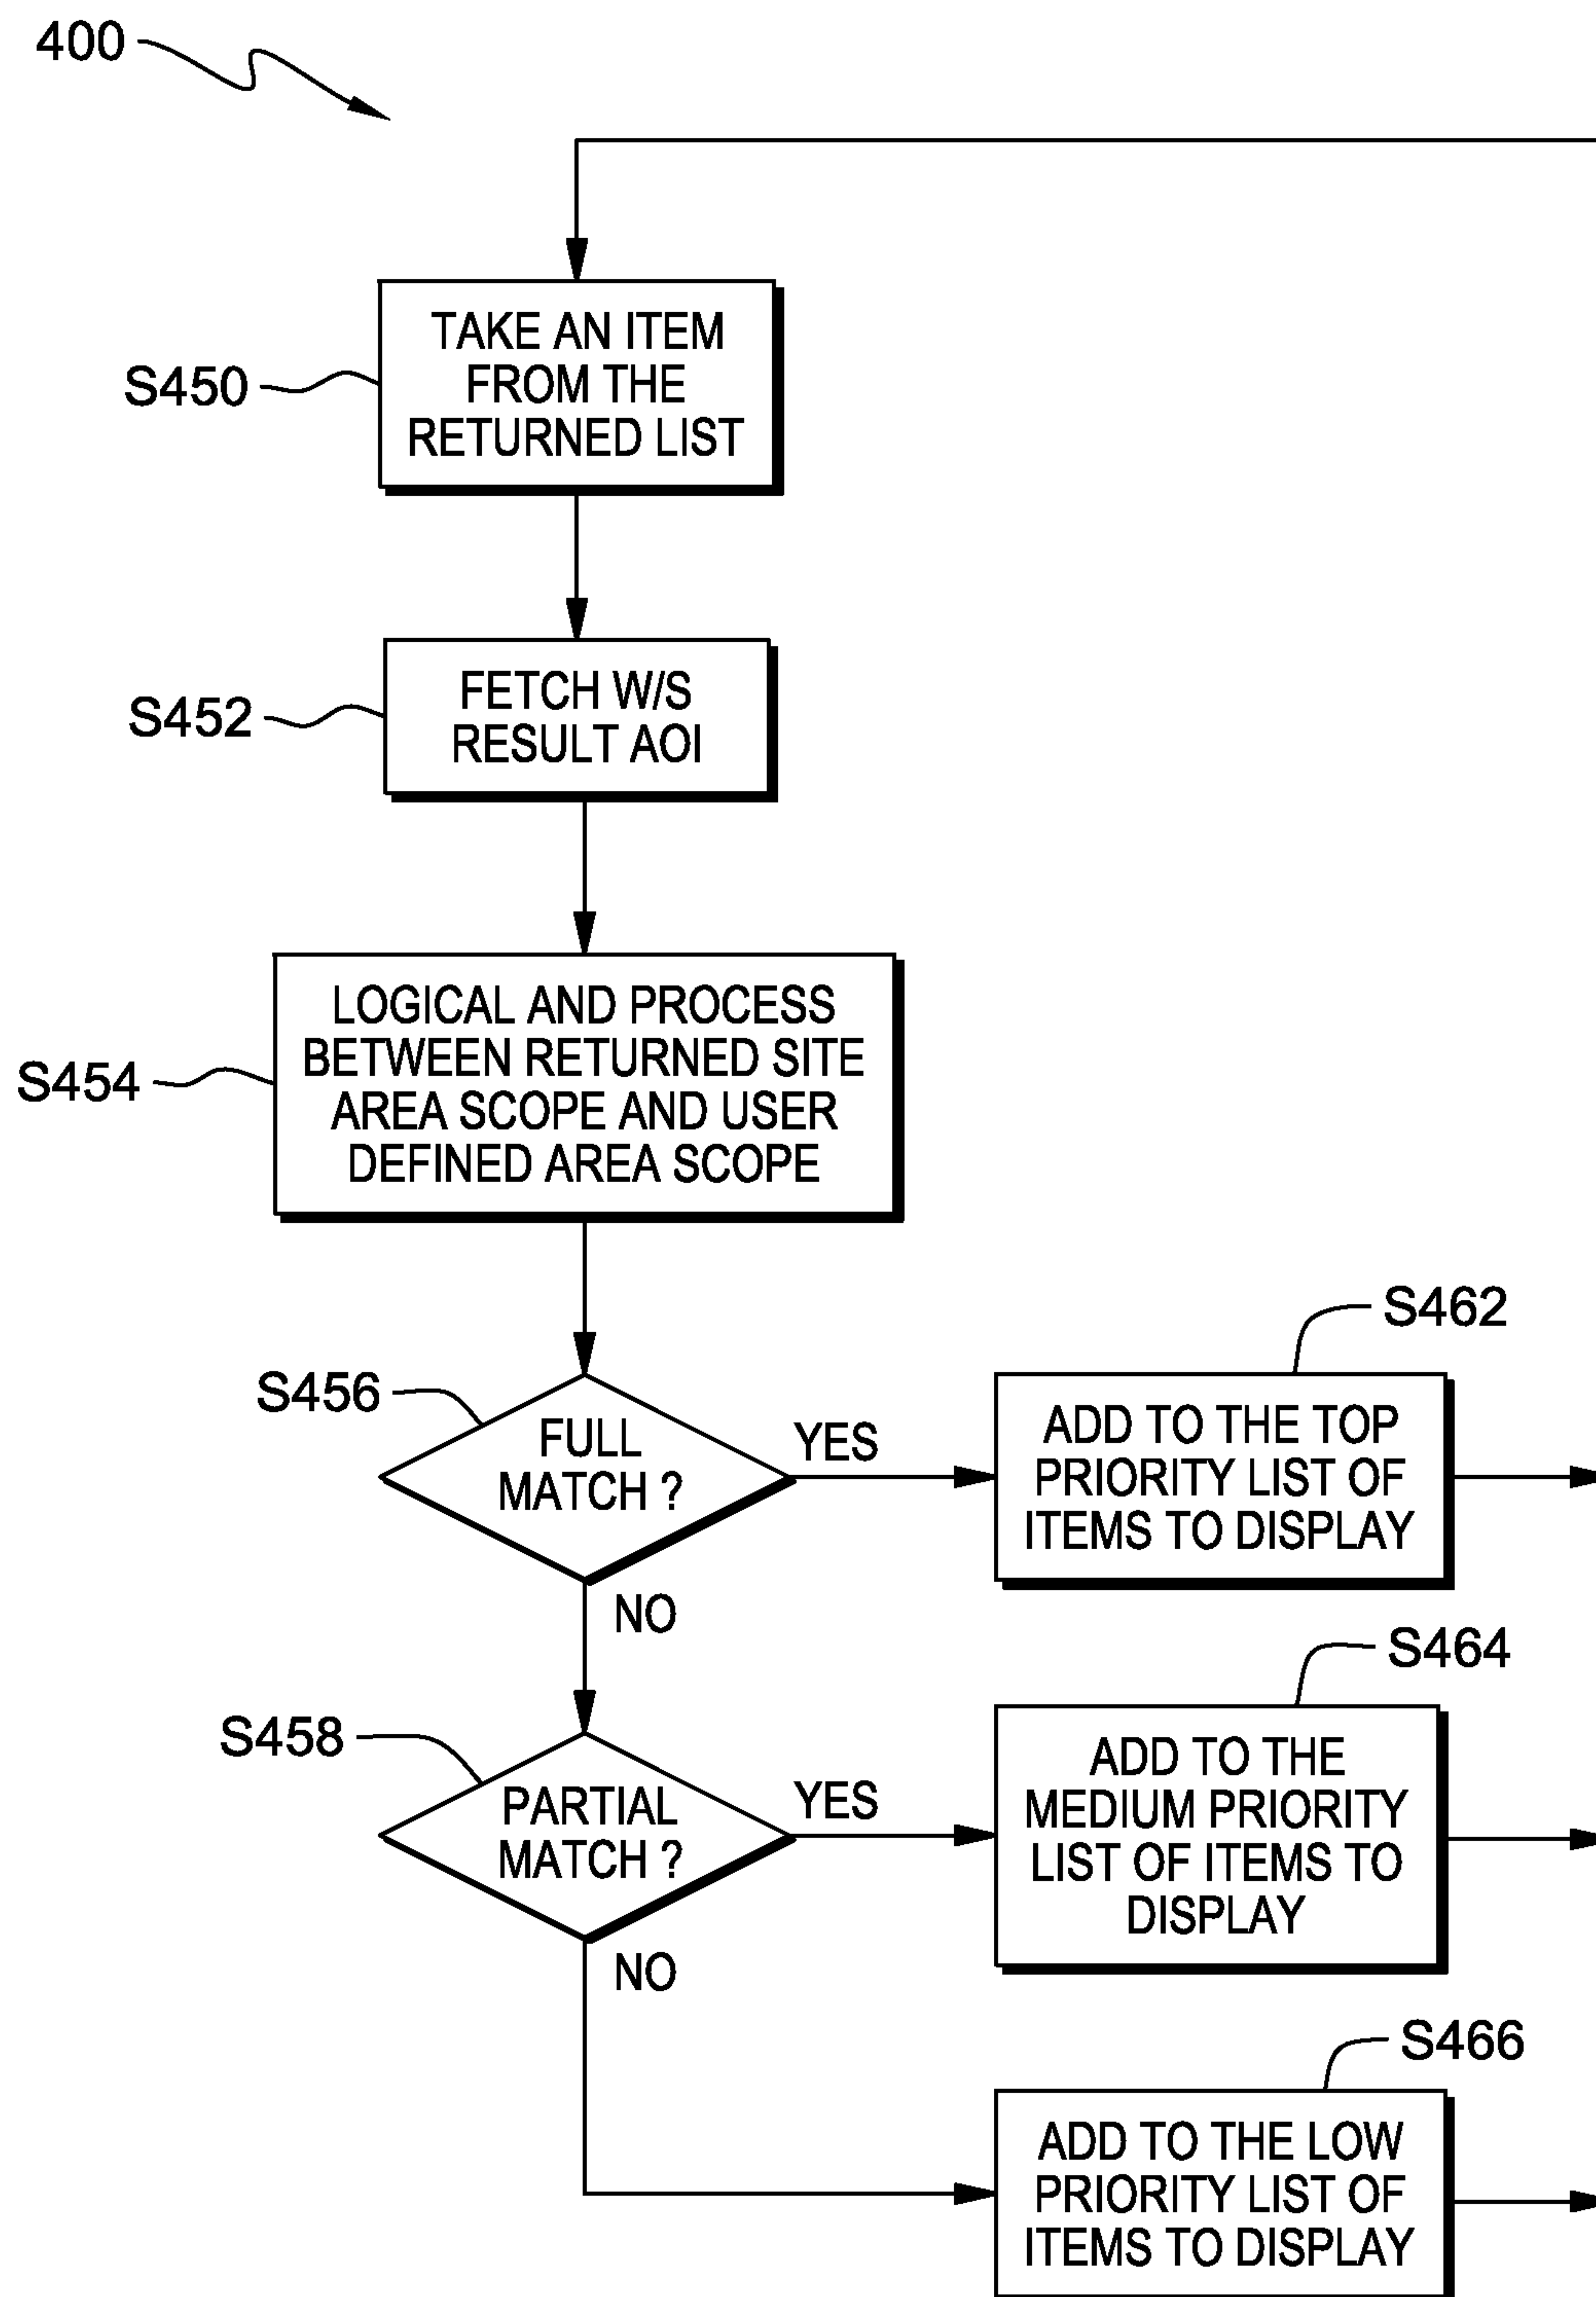 400
S450
TAKE AN ITEM
FROM THE
RETURNED LIST
S452
FETCH W/S
RESULT AOI
S454
LOGICAL AND PROCESS
BETWEEN RETURNED SITE
AREA SCOPE AND USER
DEFINED AREA SCOPE
S456
FULL
MATCH ?
YES
NO
S462
ADD TO THE TOP
PRIORITY LIST OF
ITEMS TO DISPLAY
S458
PARTIAL
MATCH ?
YES
NO
S464
ADD TO THE
MEDIUM PRIORITY
LIST OF ITEMS TO
DISPLAY
S466
ADD TO THE LOW
PRIORITY LIST OF
ITEMS TO DISPLAY